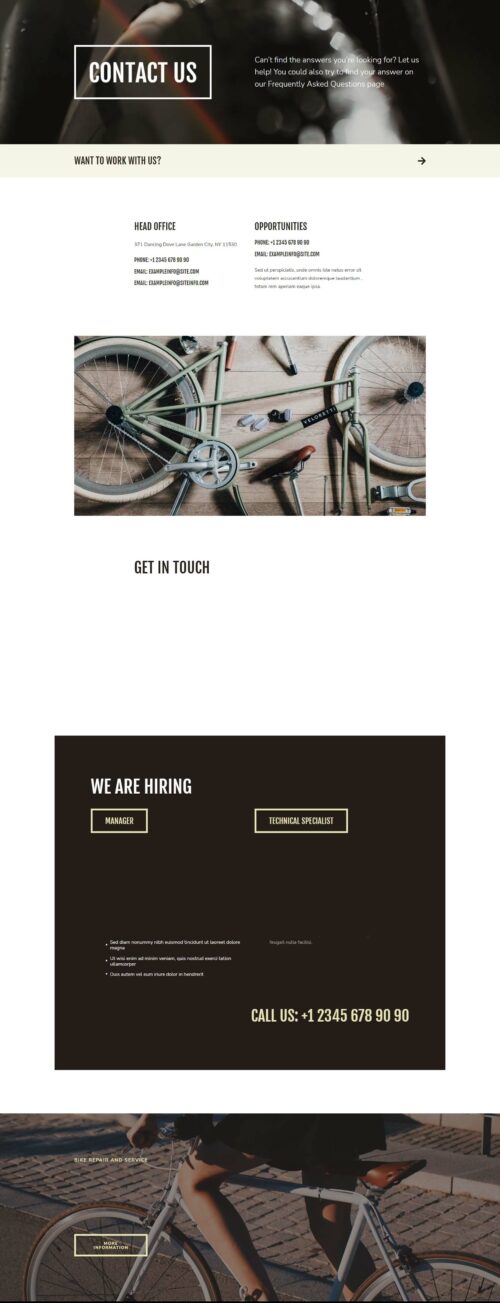 CONTACT US
Can't find the answers you're looking for? Let us
help! You could also try to find your answer on
our Frequently Asked Questions page
WANT TO WORK WITH US?
HEAD OFFICE
371 Dancing Dove Lane Garden City, NY 11530
PHONE: +1 2345 678 90 90
EMAIL: EXAMPLEINFO@SITE.COM
EMAIL: EXAMPLEINFO@SITEINFO.COM
OPPORTUNITIES
PHONE: +1 2345 678 90 90
EMAIL: EXAMPLEINFO@SITE.COM
Sed ut perspiciatis, unde omnis iste natus error sit
voluptatem accusantium doloremque laudantium,
totam rem aperiam eaque ipsa.
VELORETTI
GET IN TOUCH
WE ARE HIRING
MANAGER
TECHNICAL SPECIALIST
Sed diam nonummy nibh euismod tincidunt ut laoreet dolore
magna
Ut wisi enim ad minim veniam, quis nostrud exerci tation
ullamcorper
Duis autem vel eum iriure dolor in hendrerit
feugait nulla facilisi.
CALL US: +1 2345 678 90 90
BIKE REPAIR AND SERVICE
MORE
INFORMATION